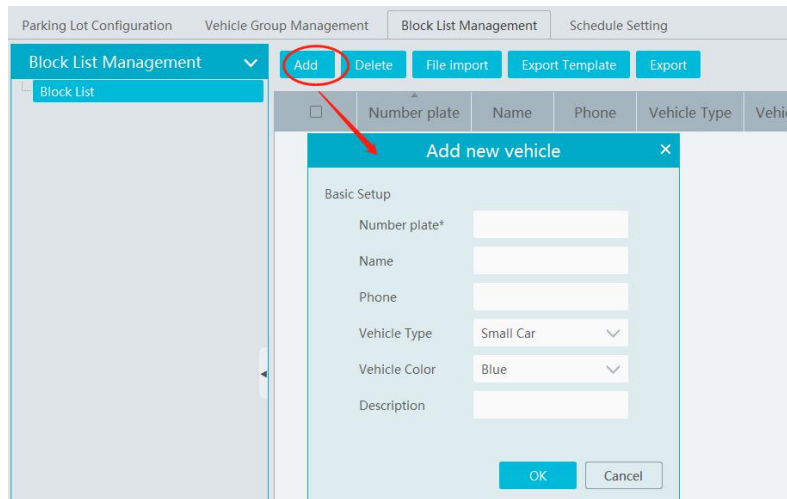 Parking Lot Configuration Vehicle Group Management Block List Management Schedule Setting
Block List Management
Block List
Add Delete File import Export Template Export
Number plate Name Phone Vehicle Type Vehi
Add new vehicle
Basic Setup
Number plate*
Name
Phone
Vehicle Type Small Car
Vehicle Color Blue
Description
OK Cancel